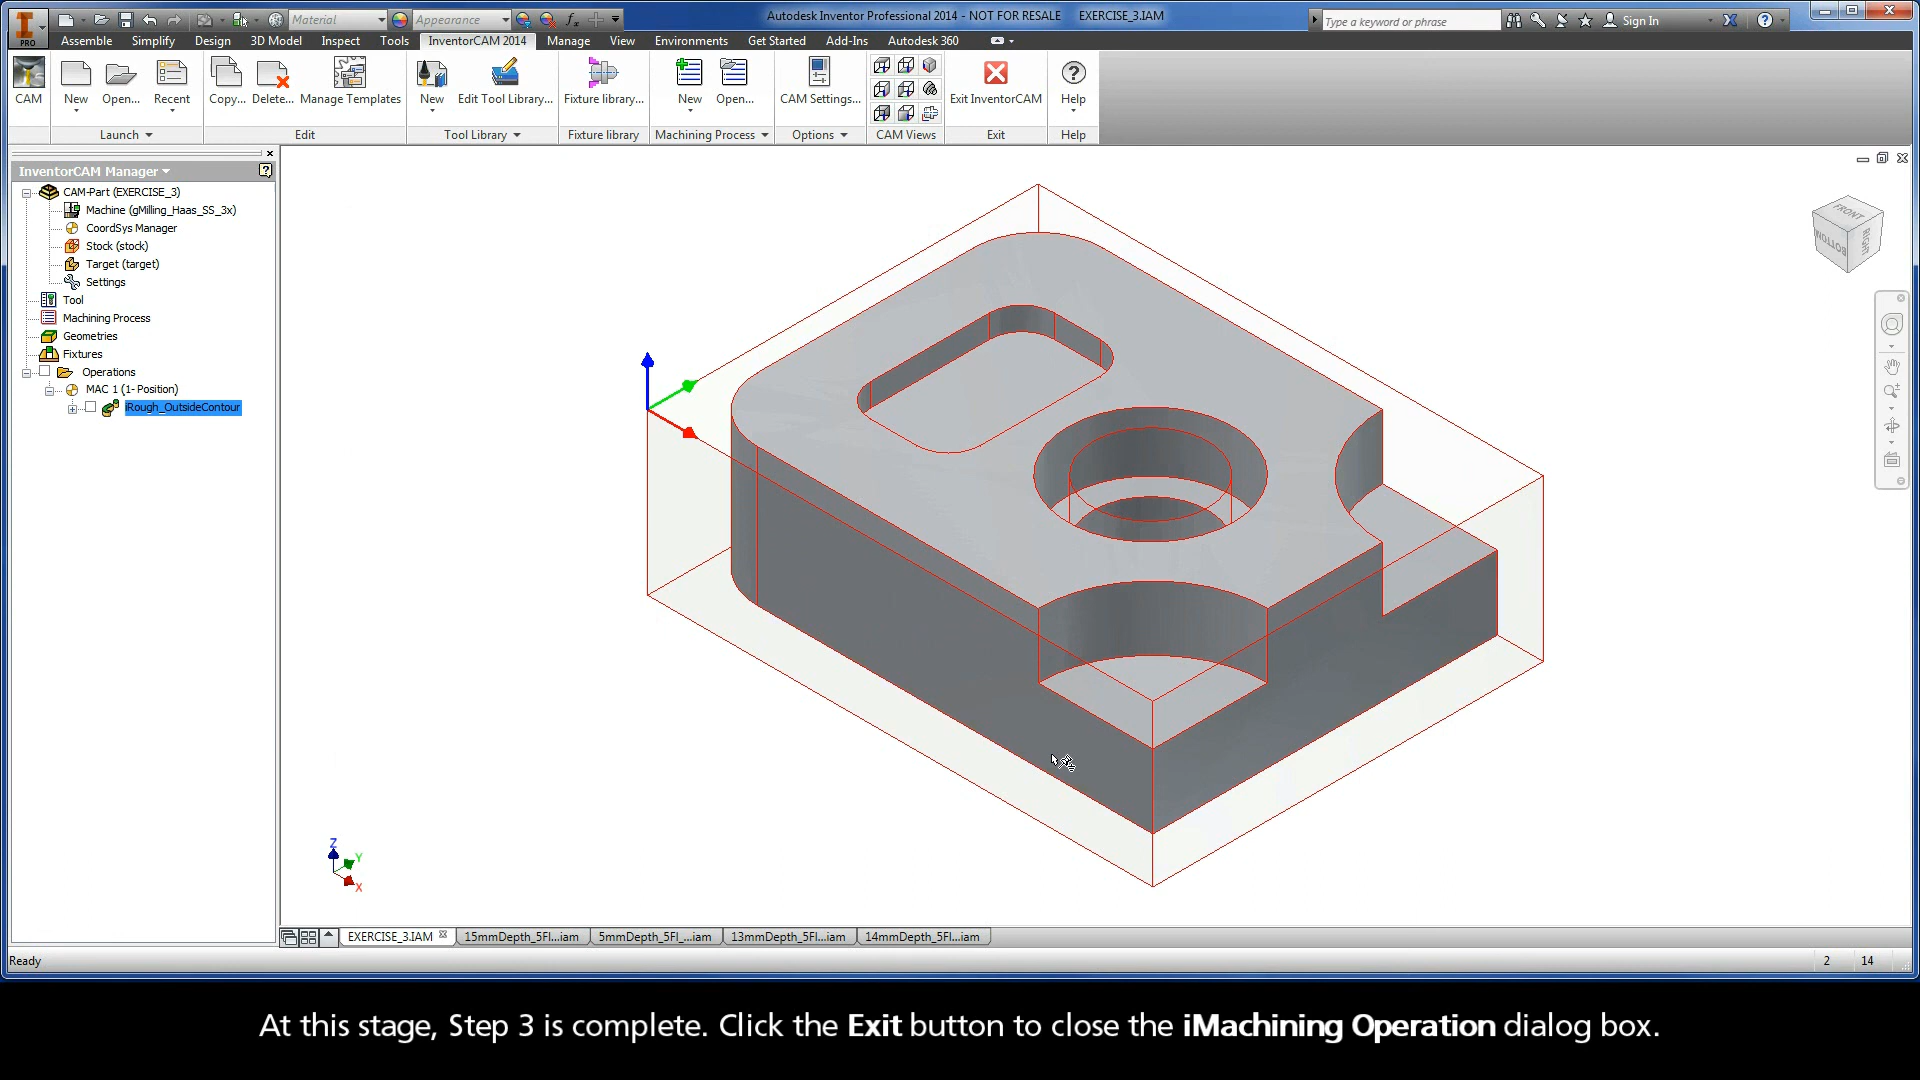 PRO
Material
Appearance
Autodesk Inventor Professional 2014 - NOT FOR RESALE EXERCISE_3.IAM
Type a keyword or phrase
Sign In
Assemble Simplify Design 3D Model Inspect Tools InventorCAM 2014 Manage View Environments Get Started Add-Ins Autodesk 360
CAM New Open... Recent Copy... Delete... Manage Templates New Edit Tool Library... Fixture library... New Open... CAM Settings... Exit InventorCAM Help
Launch Edit Tool Library Fixture library Machining Process Options CAM Views Exit Help
InventorCAM Manager
CAM-Part (EXERCISE_3)
Machine (gMilling_Haas_SS_3x)
CoordSys Manager
Stock (stock)
Target (target)
Settings
Tool
Machining Process
Geometries
Fixtures
Operations
MAC 1 (1- Position)
iRough_OutsideContour
FRONT
BOTTOM
RIGHT
Z
Y
X
EXERCISE_3.IAM 15mmDepth_5Fl...iam 5mmDepth_5Fl_...iam 13mmDepth_5Fl...iam 14mmDepth_5Fl...iam
Ready 2 14
At this stage, Step 3 is complete. Click the Exit button to close the iMachining Operation dialog box.